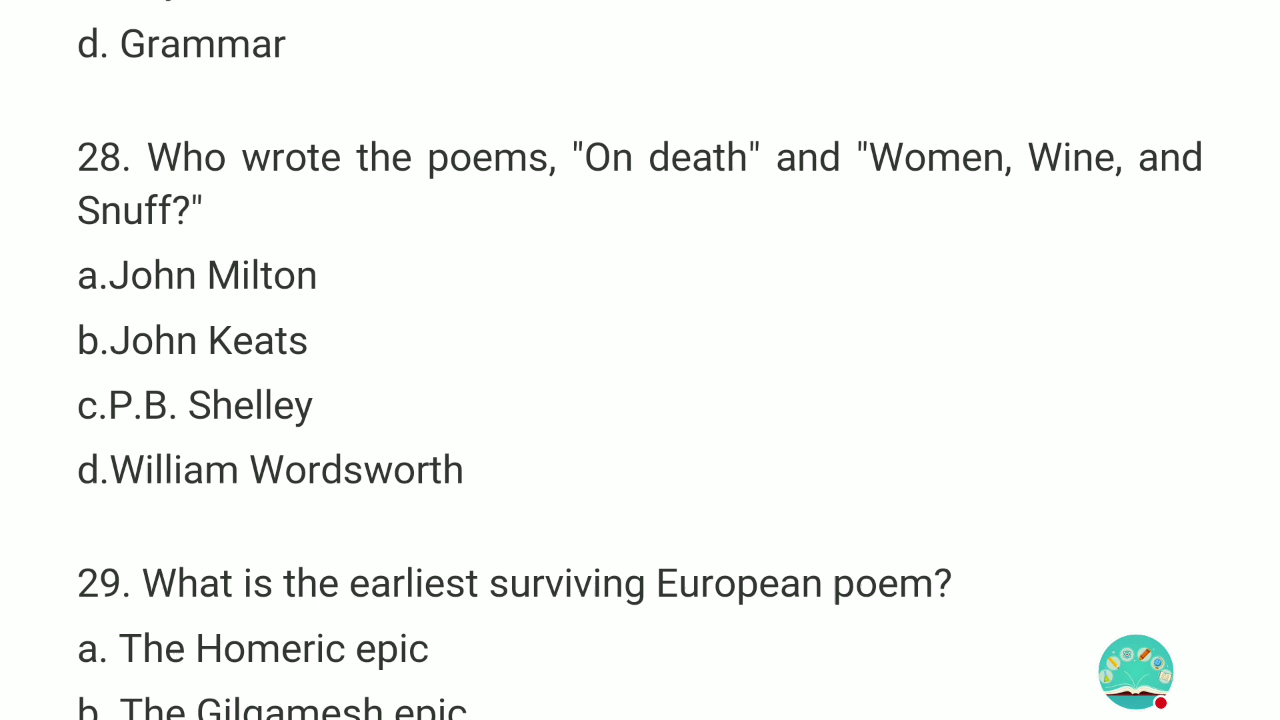 d. Grammar
28. Who wrote the poems, "On death" and "Women, Wine, and
Snuff?"
a.John Milton
b.John Keats
c.P.B. Shelley
d.William Wordsworth
29. What is the earliest surviving European poem?
a. The Homeric epic
b. The Gilgamesh epic